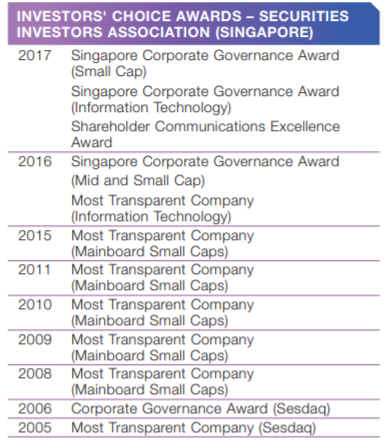 INVESTORS' CHOICE AWARDS – SECURITIES
INVESTORS ASSOCIATION (SINGAPORE)
2017 Singapore Corporate Governance Award
(Small Cap)
Singapore Corporate Governance Award
(Information Technology)
Shareholder Communications Excellence
Award
2016 Singapore Corporate Governance Award
(Mid and Small Cap)
Most Transparent Company
(Information Technology)
2015 Most Transparent Company
(Mainboard Small Caps)
2011 Most Transparent Company
(Mainboard Small Caps)
2010 Most Transparent Company
(Mainboard Small Caps)
2009 Most Transparent Company
(Mainboard Small Caps)
2008 Most Transparent Company
(Mainboard Small Caps)
2006 Corporate Governance Award (Sesdaq)
2005 Most Transparent Company (Sesdaq)